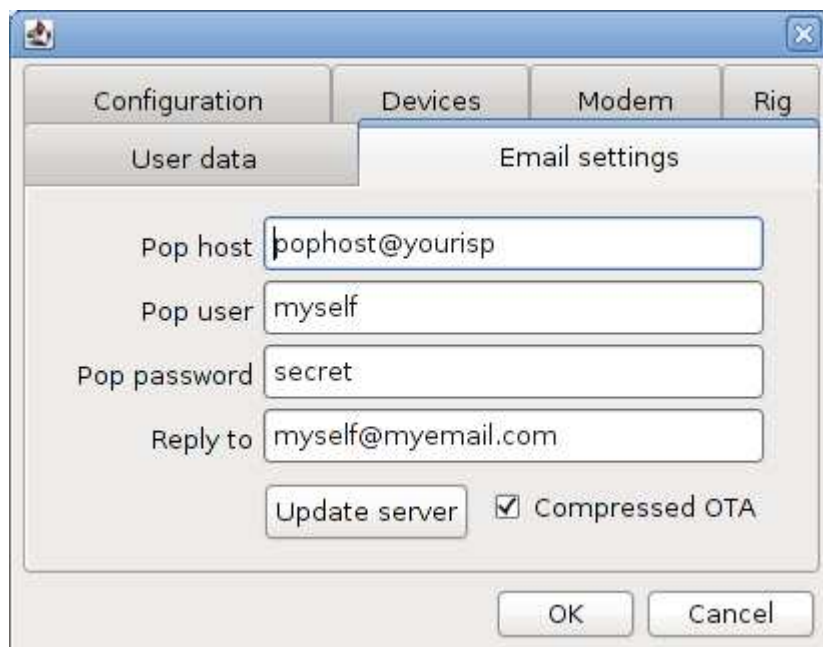 Configuration Devices Modem Rig
User data Email settings
Pop host pophost@yourisp
Pop user myself
Pop password secret
Reply to myself@myemail.com
Update server Compressed OTA
OK Cancel